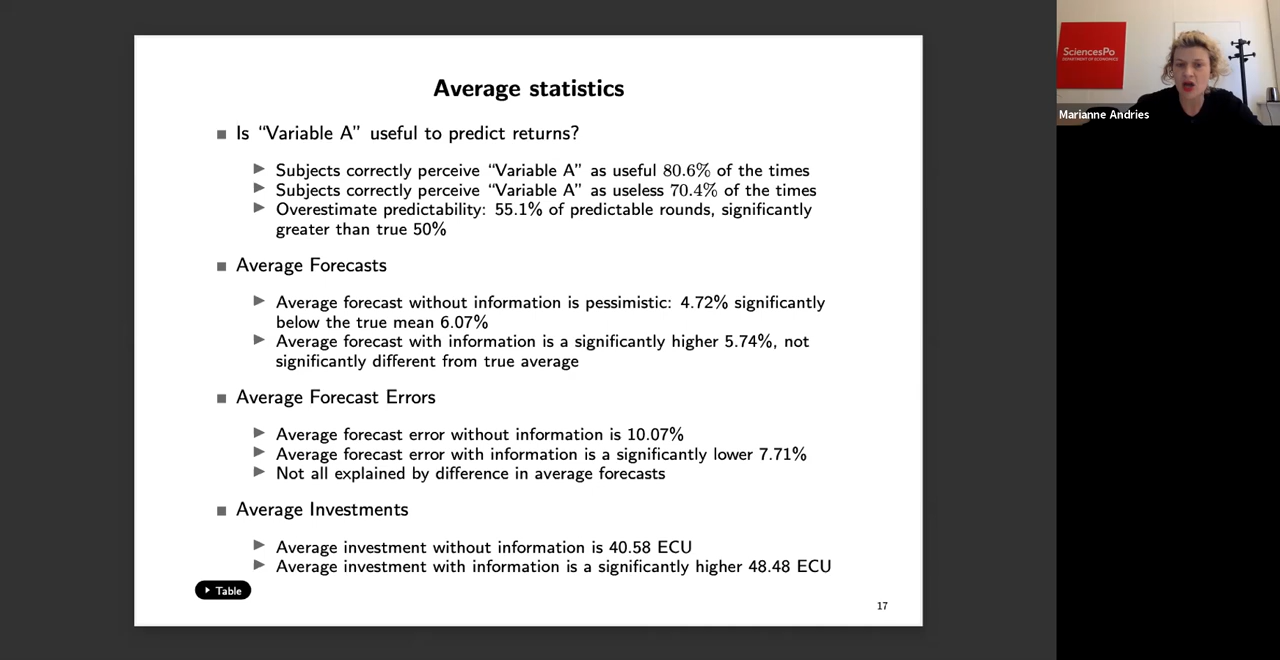 Average statistics
Is “Variable A” useful to predict returns?
Subjects correctly perceive “Variable A” as useful 80.6% of the times
Subjects correctly perceive “Variable A” as useless 70.4% of the times
Overestimate predictability: 55.1% of predictable rounds, significantly
greater than true 50%
Average Forecasts
Average forecast without information is pessimistic: 4.72% significantly
below the true mean 6.07%
Average forecast with information is a significantly higher 5.74%, not
significantly different from true average
Average Forecast Errors
Average forecast error without information is 10.07%
Average forecast error with information is a significantly lower 7.71%
Not all explained by difference in average forecasts
Average Investments
Average investment without information is 40.58 ECU
Average investment with information is a significantly higher 48.48 ECU
Table
17
SciencesPo
DEPARTMENT OF ECONOMICS
Marianne Andries